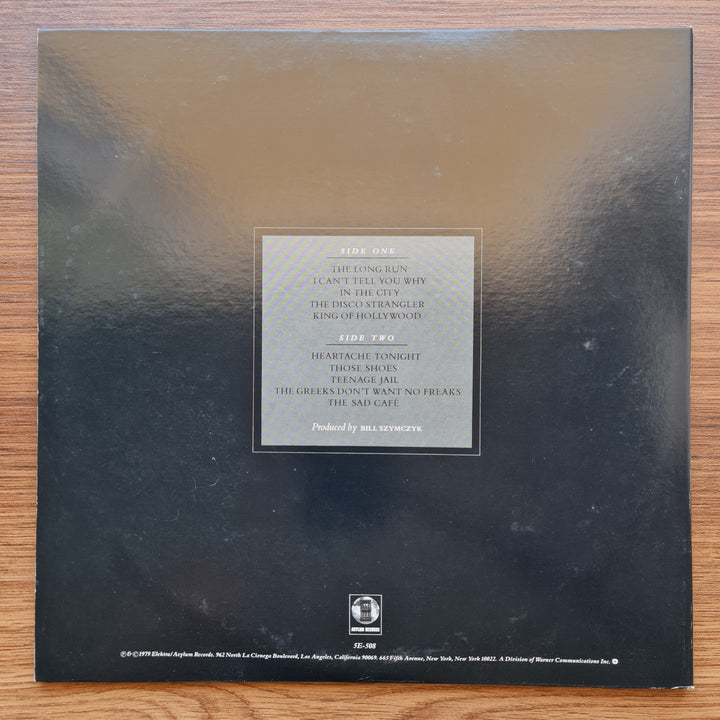 SIDE ONE
THE LONG RUN
I CAN'T TELL YOU WHY
IN THE CITY
THE DISCO STRANGLER
KING OF HOLLYWOOD
SIDE TWO
HEARTACHE TONIGHT
THOSE SHOES
TEENAGE JAIL
THE GREEKS DON'T WANT NO FREAKS
THE SAD CAFÉ
Produced by BILL SZYMCZYK
ASYLUM RECORDS
5E-508
℗ & © 1979 Elektra/Asylum Records. 962 North La Cienega Boulevard, Los Angeles, California 90069. 665 Fifth Avenue, New York, New York 10022. A Division of Warner Communications Inc.